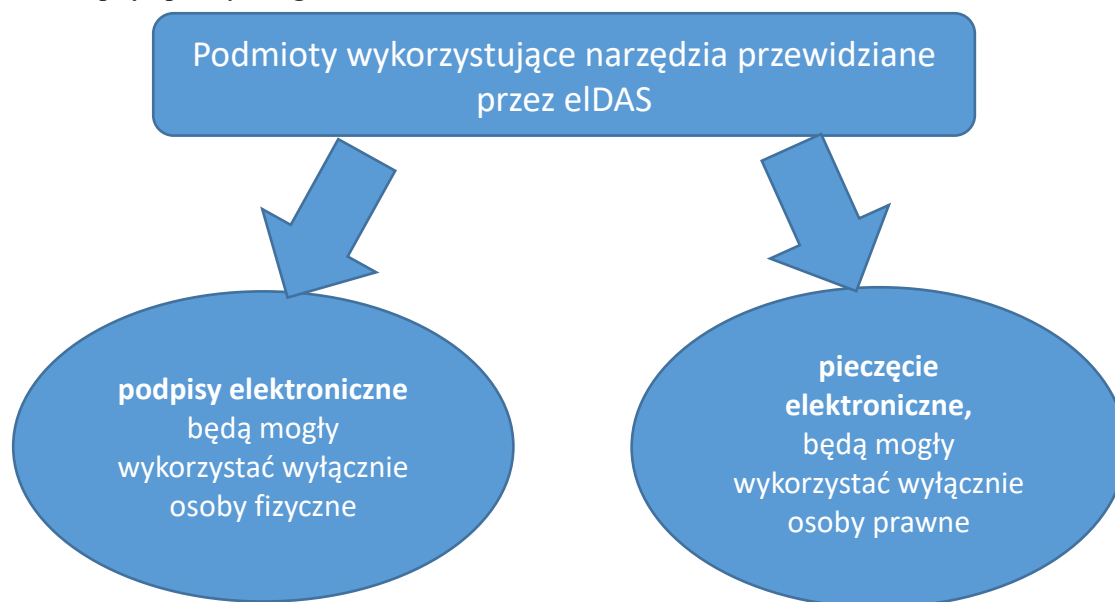 Podmioty wykorzystujące narzędzia przewidziane
przez eIDAS
podpisy elektroniczne
będą mogły
wykorzystać wyłącznie
osoby fizyczne
pieczęcie
elektroniczne,
będą mogły
wykorzystać wyłącznie
osoby prawne